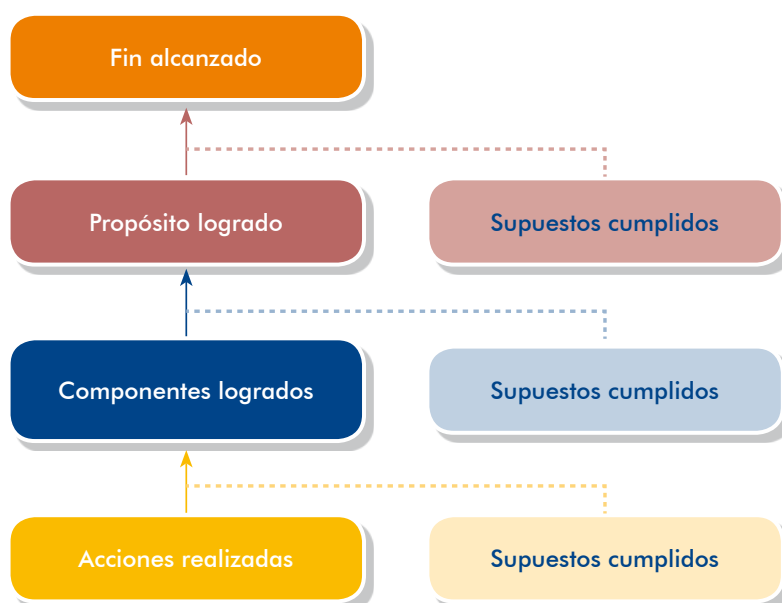 Fin alcanzado
Propósito logrado
Supuestos cumplidos
Componentes logrados
Supuestos cumplidos
Acciones realizadas
Supuestos cumplidos